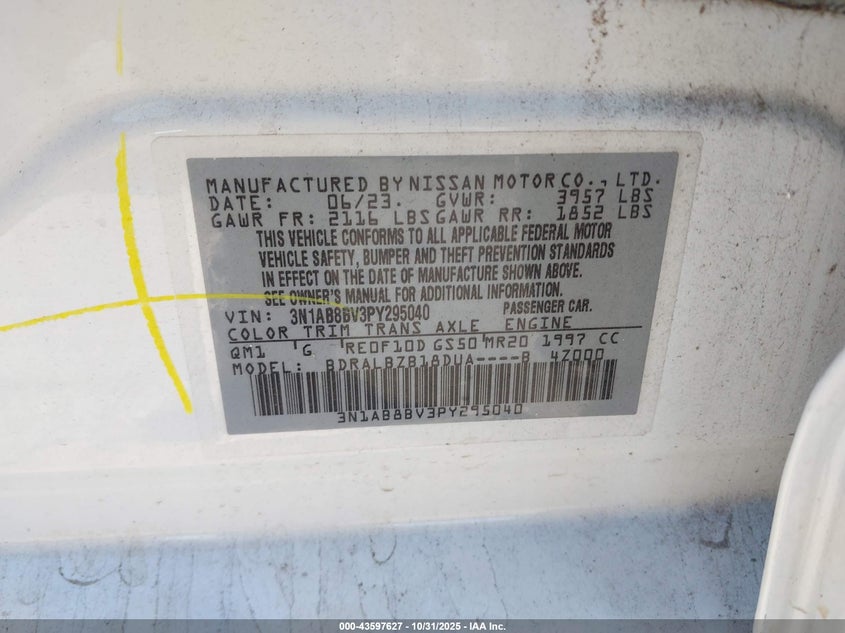 MANUFACTURED BY NISSAN MOTOR CO., LTD.
DATE: 06/23. GVWR: 3957 LBS
GAWR FR: 2116 LBS GAWR RR: 1852 LBS
THIS VEHICLE CONFORMS TO ALL APPLICABLE FEDERAL MOTOR
VEHICLE SAFETY, BUMPER AND THEFT PREVENTION STANDARDS
IN EFFECT ON THE DATE OF MANUFACTURE SHOWN ABOVE.
SEE OWNER'S MANUAL FOR ADDITIONAL INFORMATION.
VIN: 3N1AB8BV3PY295040 PASSENGER CAR.
COLOR TRIM TRANS AXLE ENGINE
QM1 G RE0F10D GS50 MR20 1997 CC
MODEL: BDRALBZB18DUA----B 4Z000
3N1AB8BV3PY295040
000-43597627 - 10/31/2025 - IAA Inc.